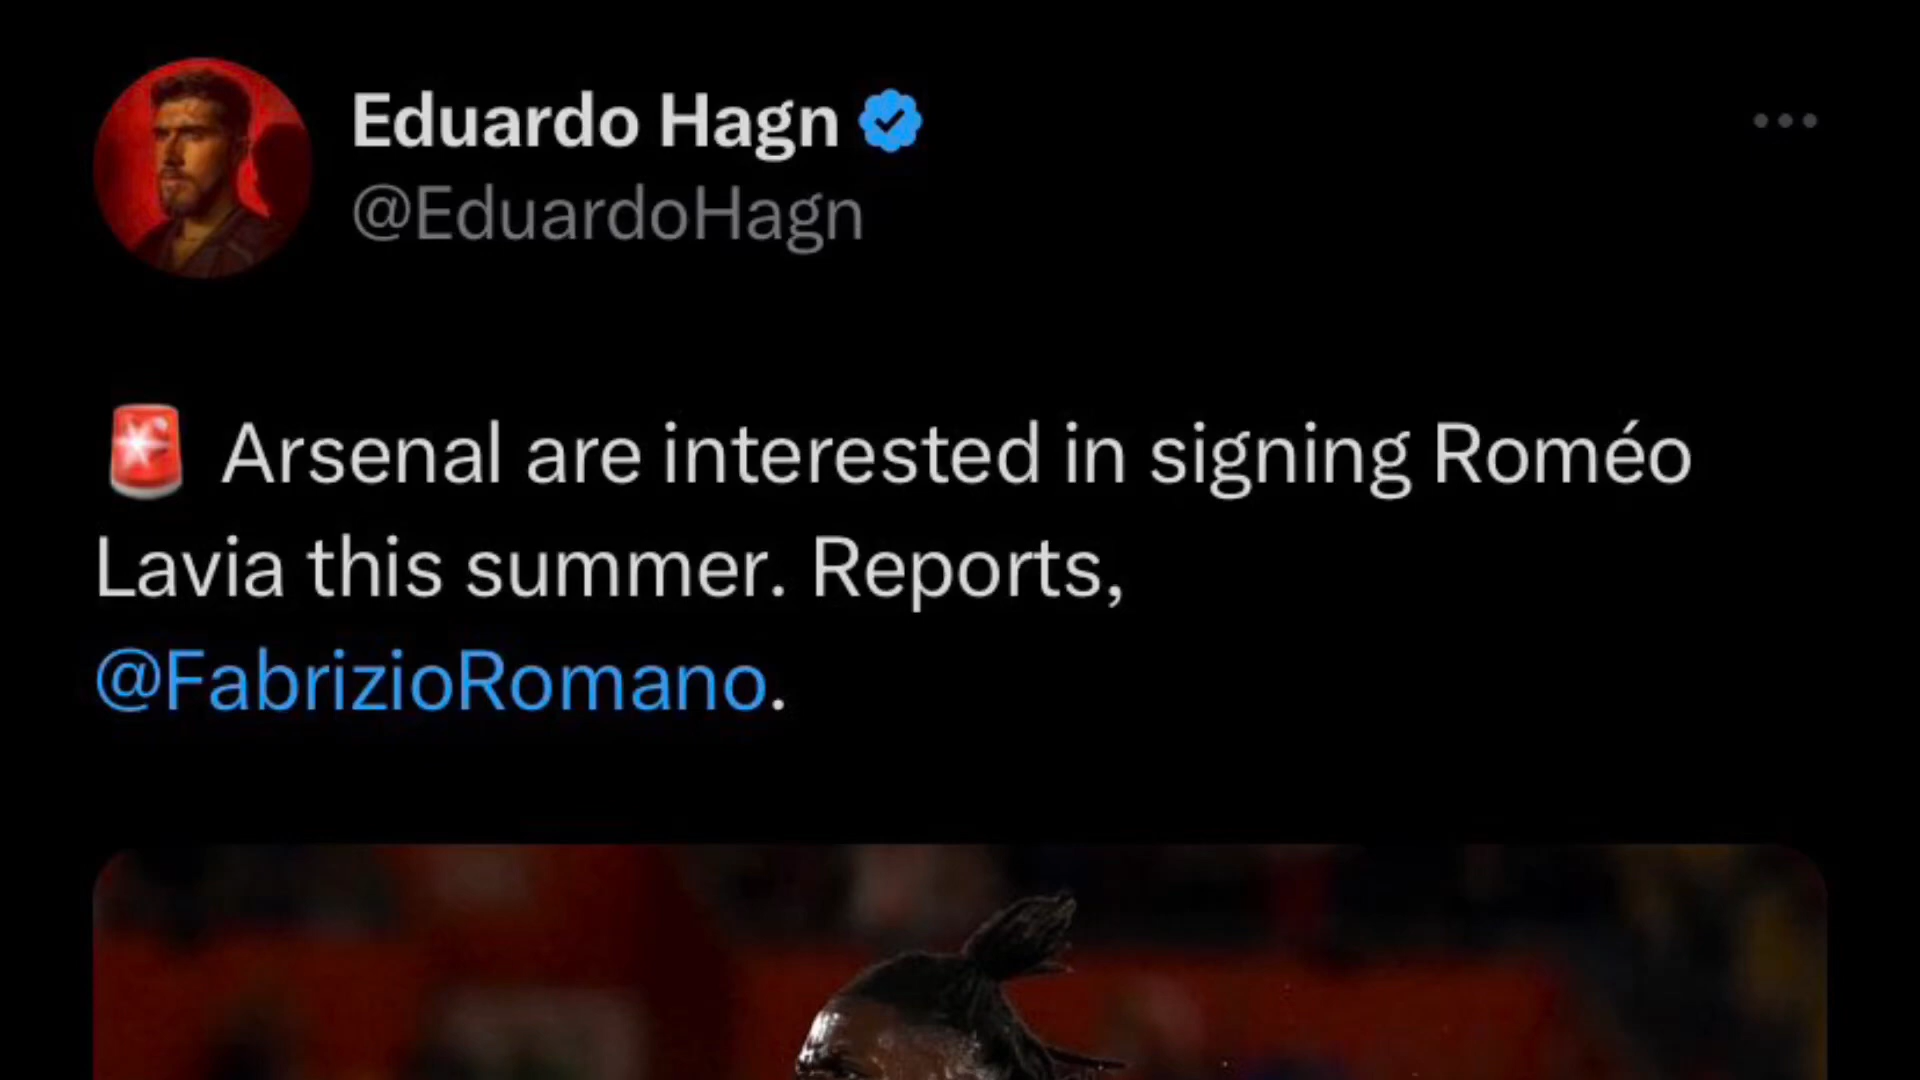 Eduardo Hagn
@EduardoHagn
🚨 Arsenal are interested in signing Roméo
Lavia this summer. Reports,
@FabrizioRomano.